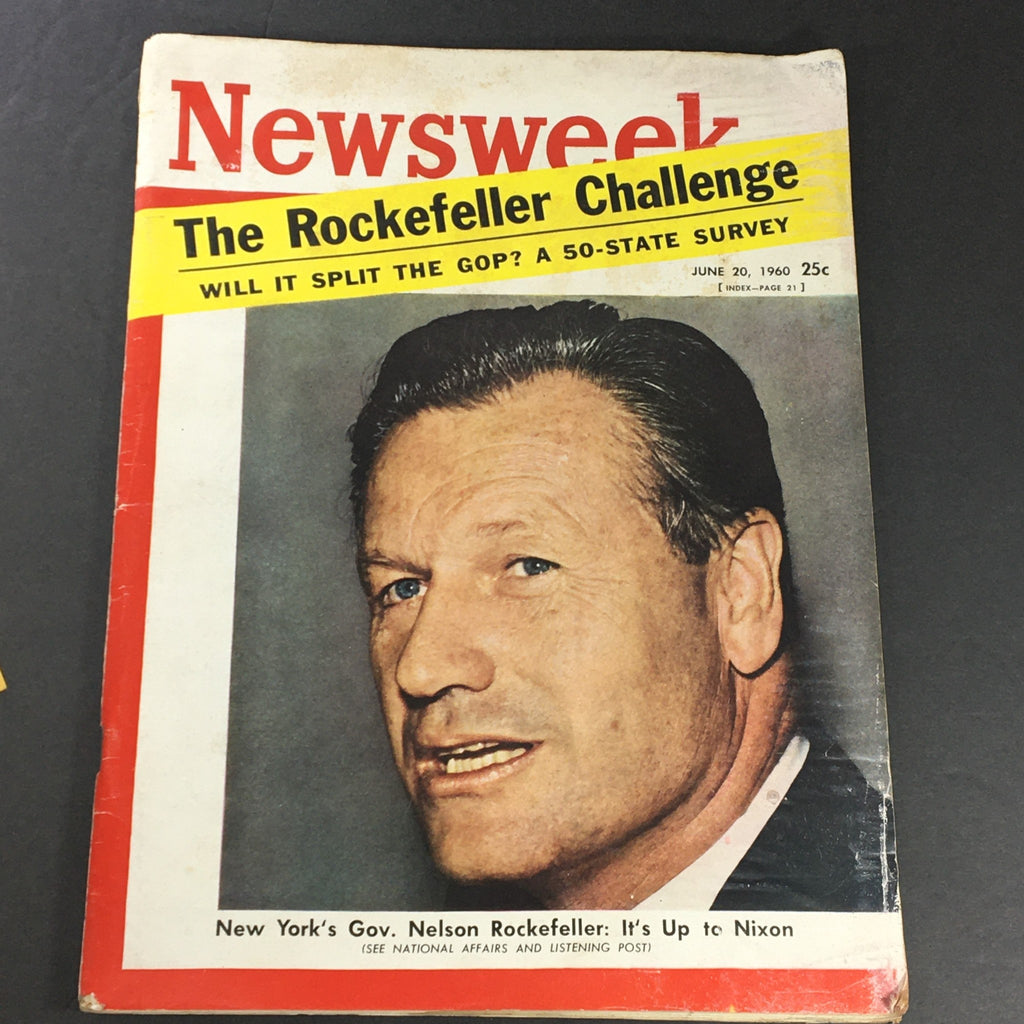 Newsweek
The Rockefeller Challenge
WILL IT SPLIT THE GOP? A 50-STATE SURVEY
JUNE 20, 1960 25c
[INDEX—PAGE 21]
New York's Gov. Nelson Rockefeller: It's Up to Nixon
(SEE NATIONAL AFFAIRS AND LISTENING POST)